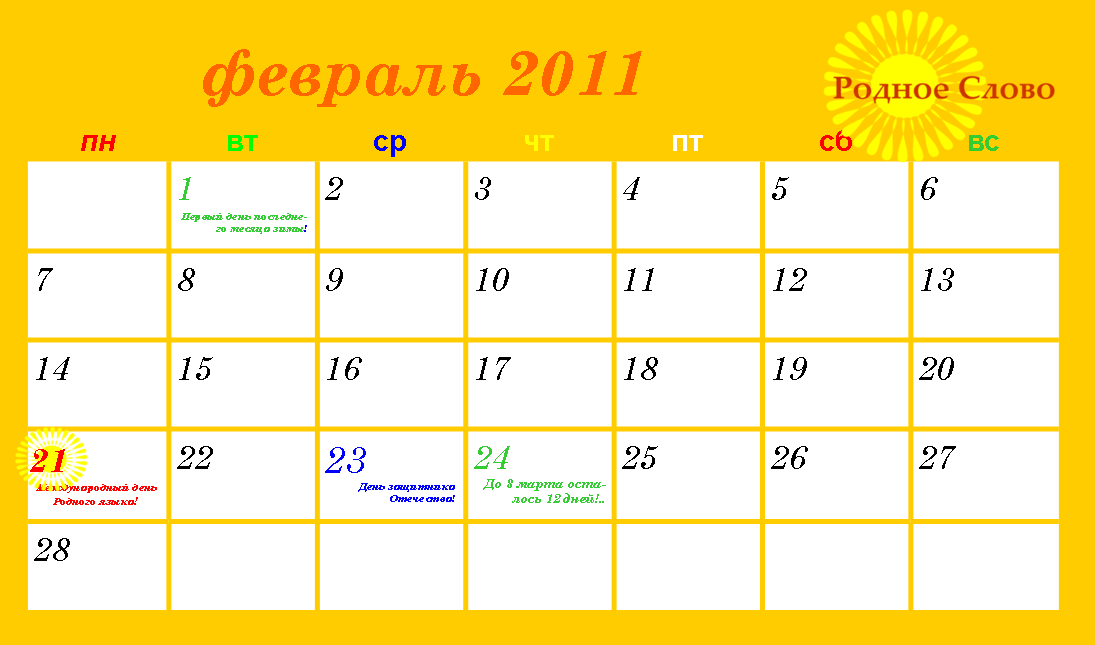 февраль 2011
Родное Слово
пн вт ср чт пт сб вс
1 2 3 4 5 6
Первый день последне-
го месяца зимы!
7 8 9 10 11 12 13
14 15 16 17 18 19 20
21 22 23 24 25 26 27
Международный день
Родного языка!
День защитника
Отечества!
До 8 марта оста-
лось 12 дней!..
28